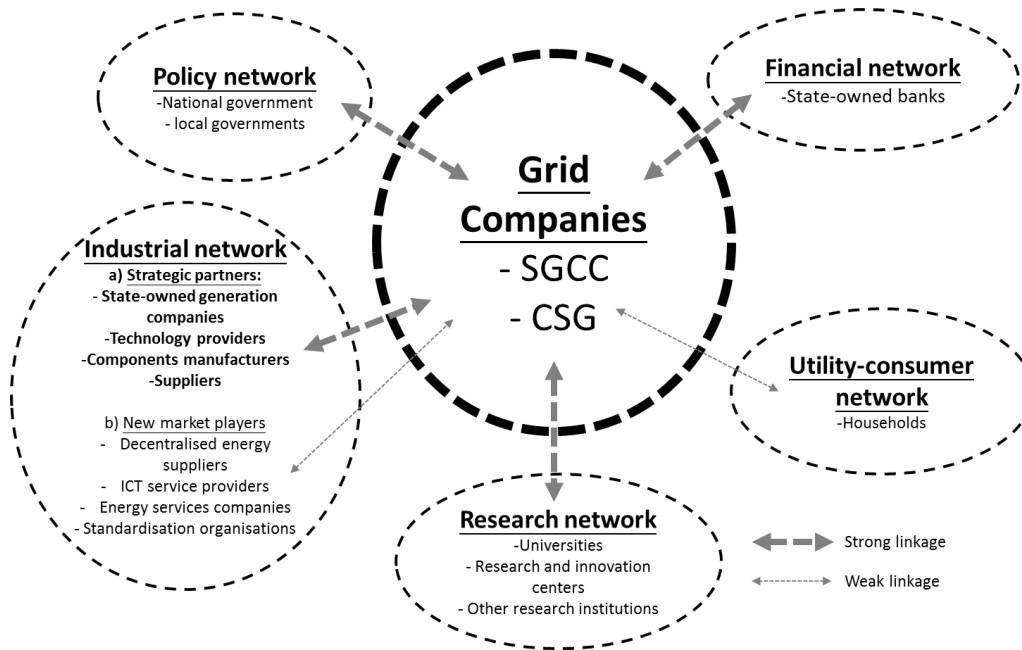 Policy network
-National government
- local governments
Financial network
-State-owned banks
Grid
Companies
- SGCC
- CSG
Industrial network
a) Strategic partners:
- State-owned generation
companies
-Technology providers
-Components manufacturers
-Suppliers
b) New market players
- Decentralised energy
suppliers
- ICT service providers
- Energy services companies
- Standardisation organisations
Utility-consumer
network
-Households
Research network
-Universities
- Research and innovation
centers
- Other research institutions
Strong linkage
Weak linkage